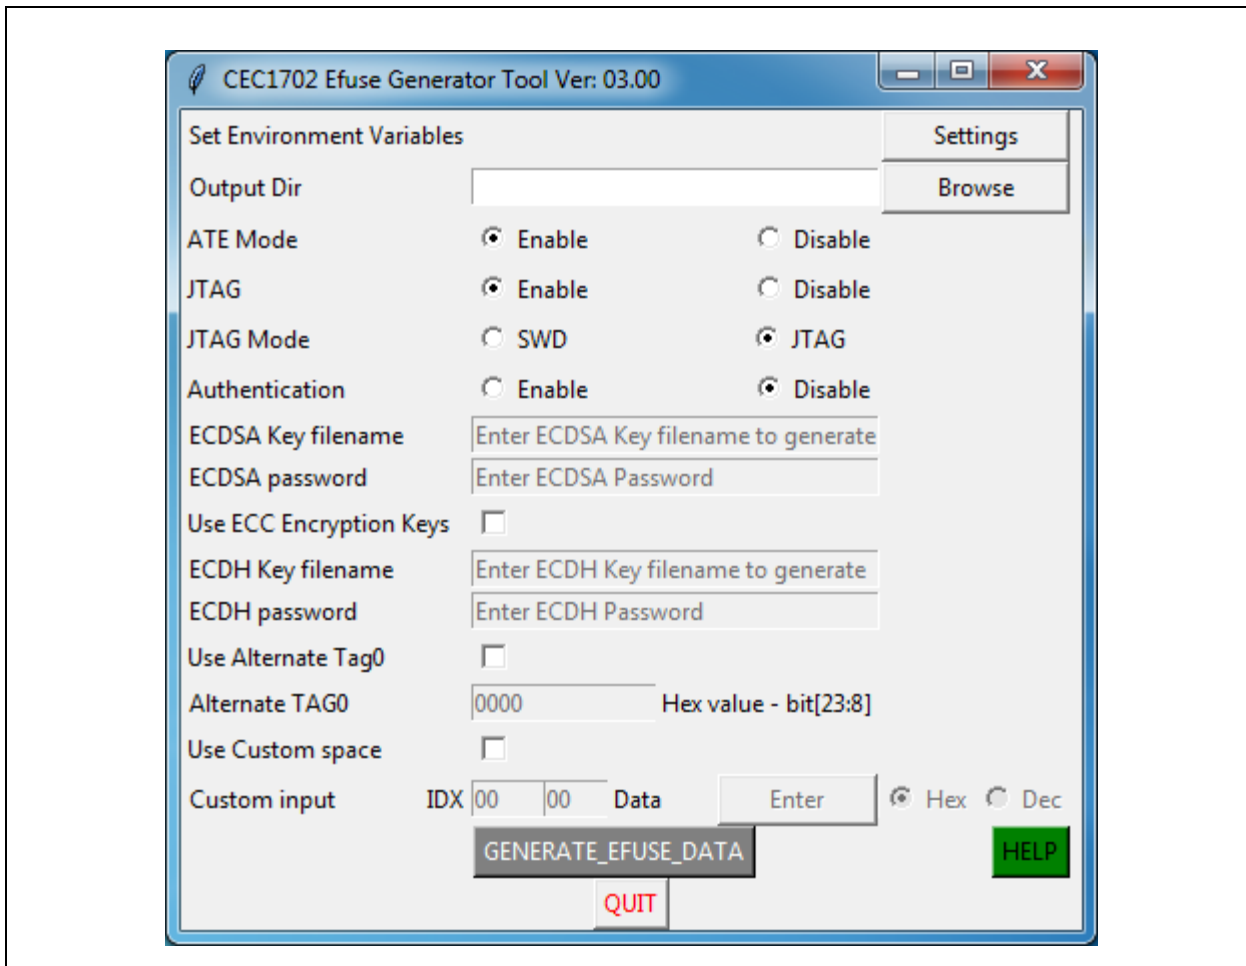 CEC1702 Efuse Generator Tool Ver: 03.00
Set Environment Variables Settings
Output Dir Browse
ATE Mode Enable Disable
JTAG Enable Disable
JTAG Mode SWD JTAG
Authentication Enable Disable
ECDSA Key filename Enter ECDSA Key filename to generate
ECDSA password Enter ECDSA Password
Use ECC Encryption Keys
ECDH Key filename Enter ECDH Key filename to generate
ECDH password Enter ECDH Password
Use Alternate Tag0
Alternate TAG0 0000 Hex value - bit[23:8]
Use Custom space
Custom input IDX 00 00 Data Enter Hex Dec
GENERATE_EFUSE_DATA HELP
QUIT